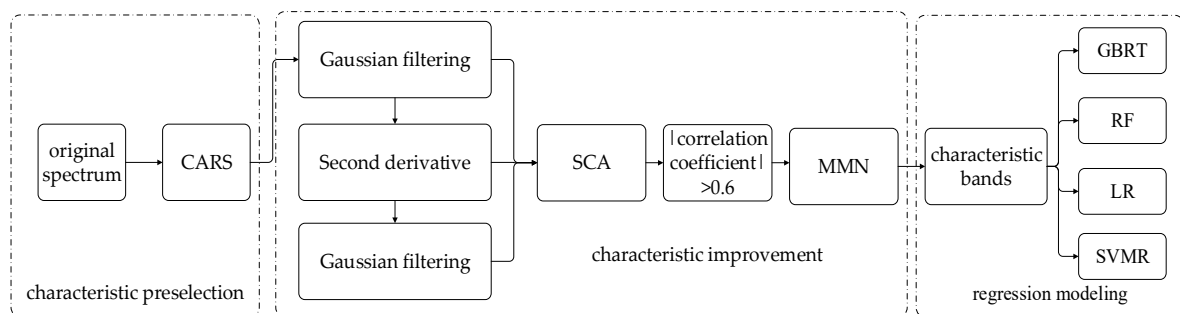 original
spectrum
CARS
characteristic preselection
Gaussian filtering
Second derivative
Gaussian filtering
SCA
|correlation
coefficient|
>0.6
MMN
characteristic improvement
characteristic
bands
GBRT
RF
LR
SVMR
regression modeling